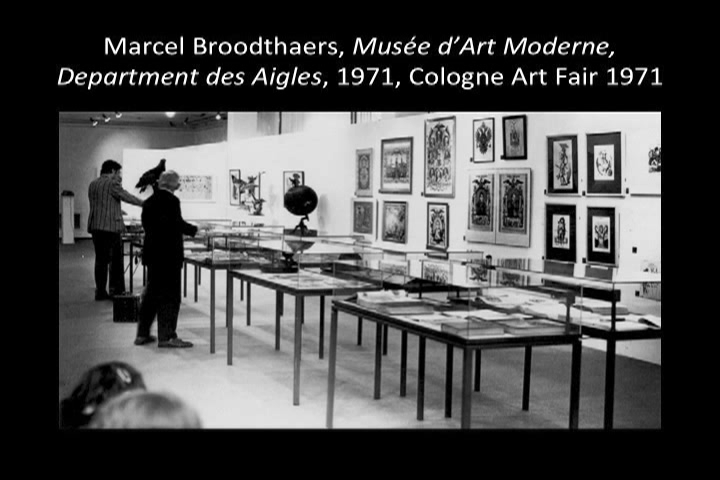 Marcel Broodthaers, Musée d’Art Moderne,
Department des Aigles, 1971, Cologne Art Fair 1971